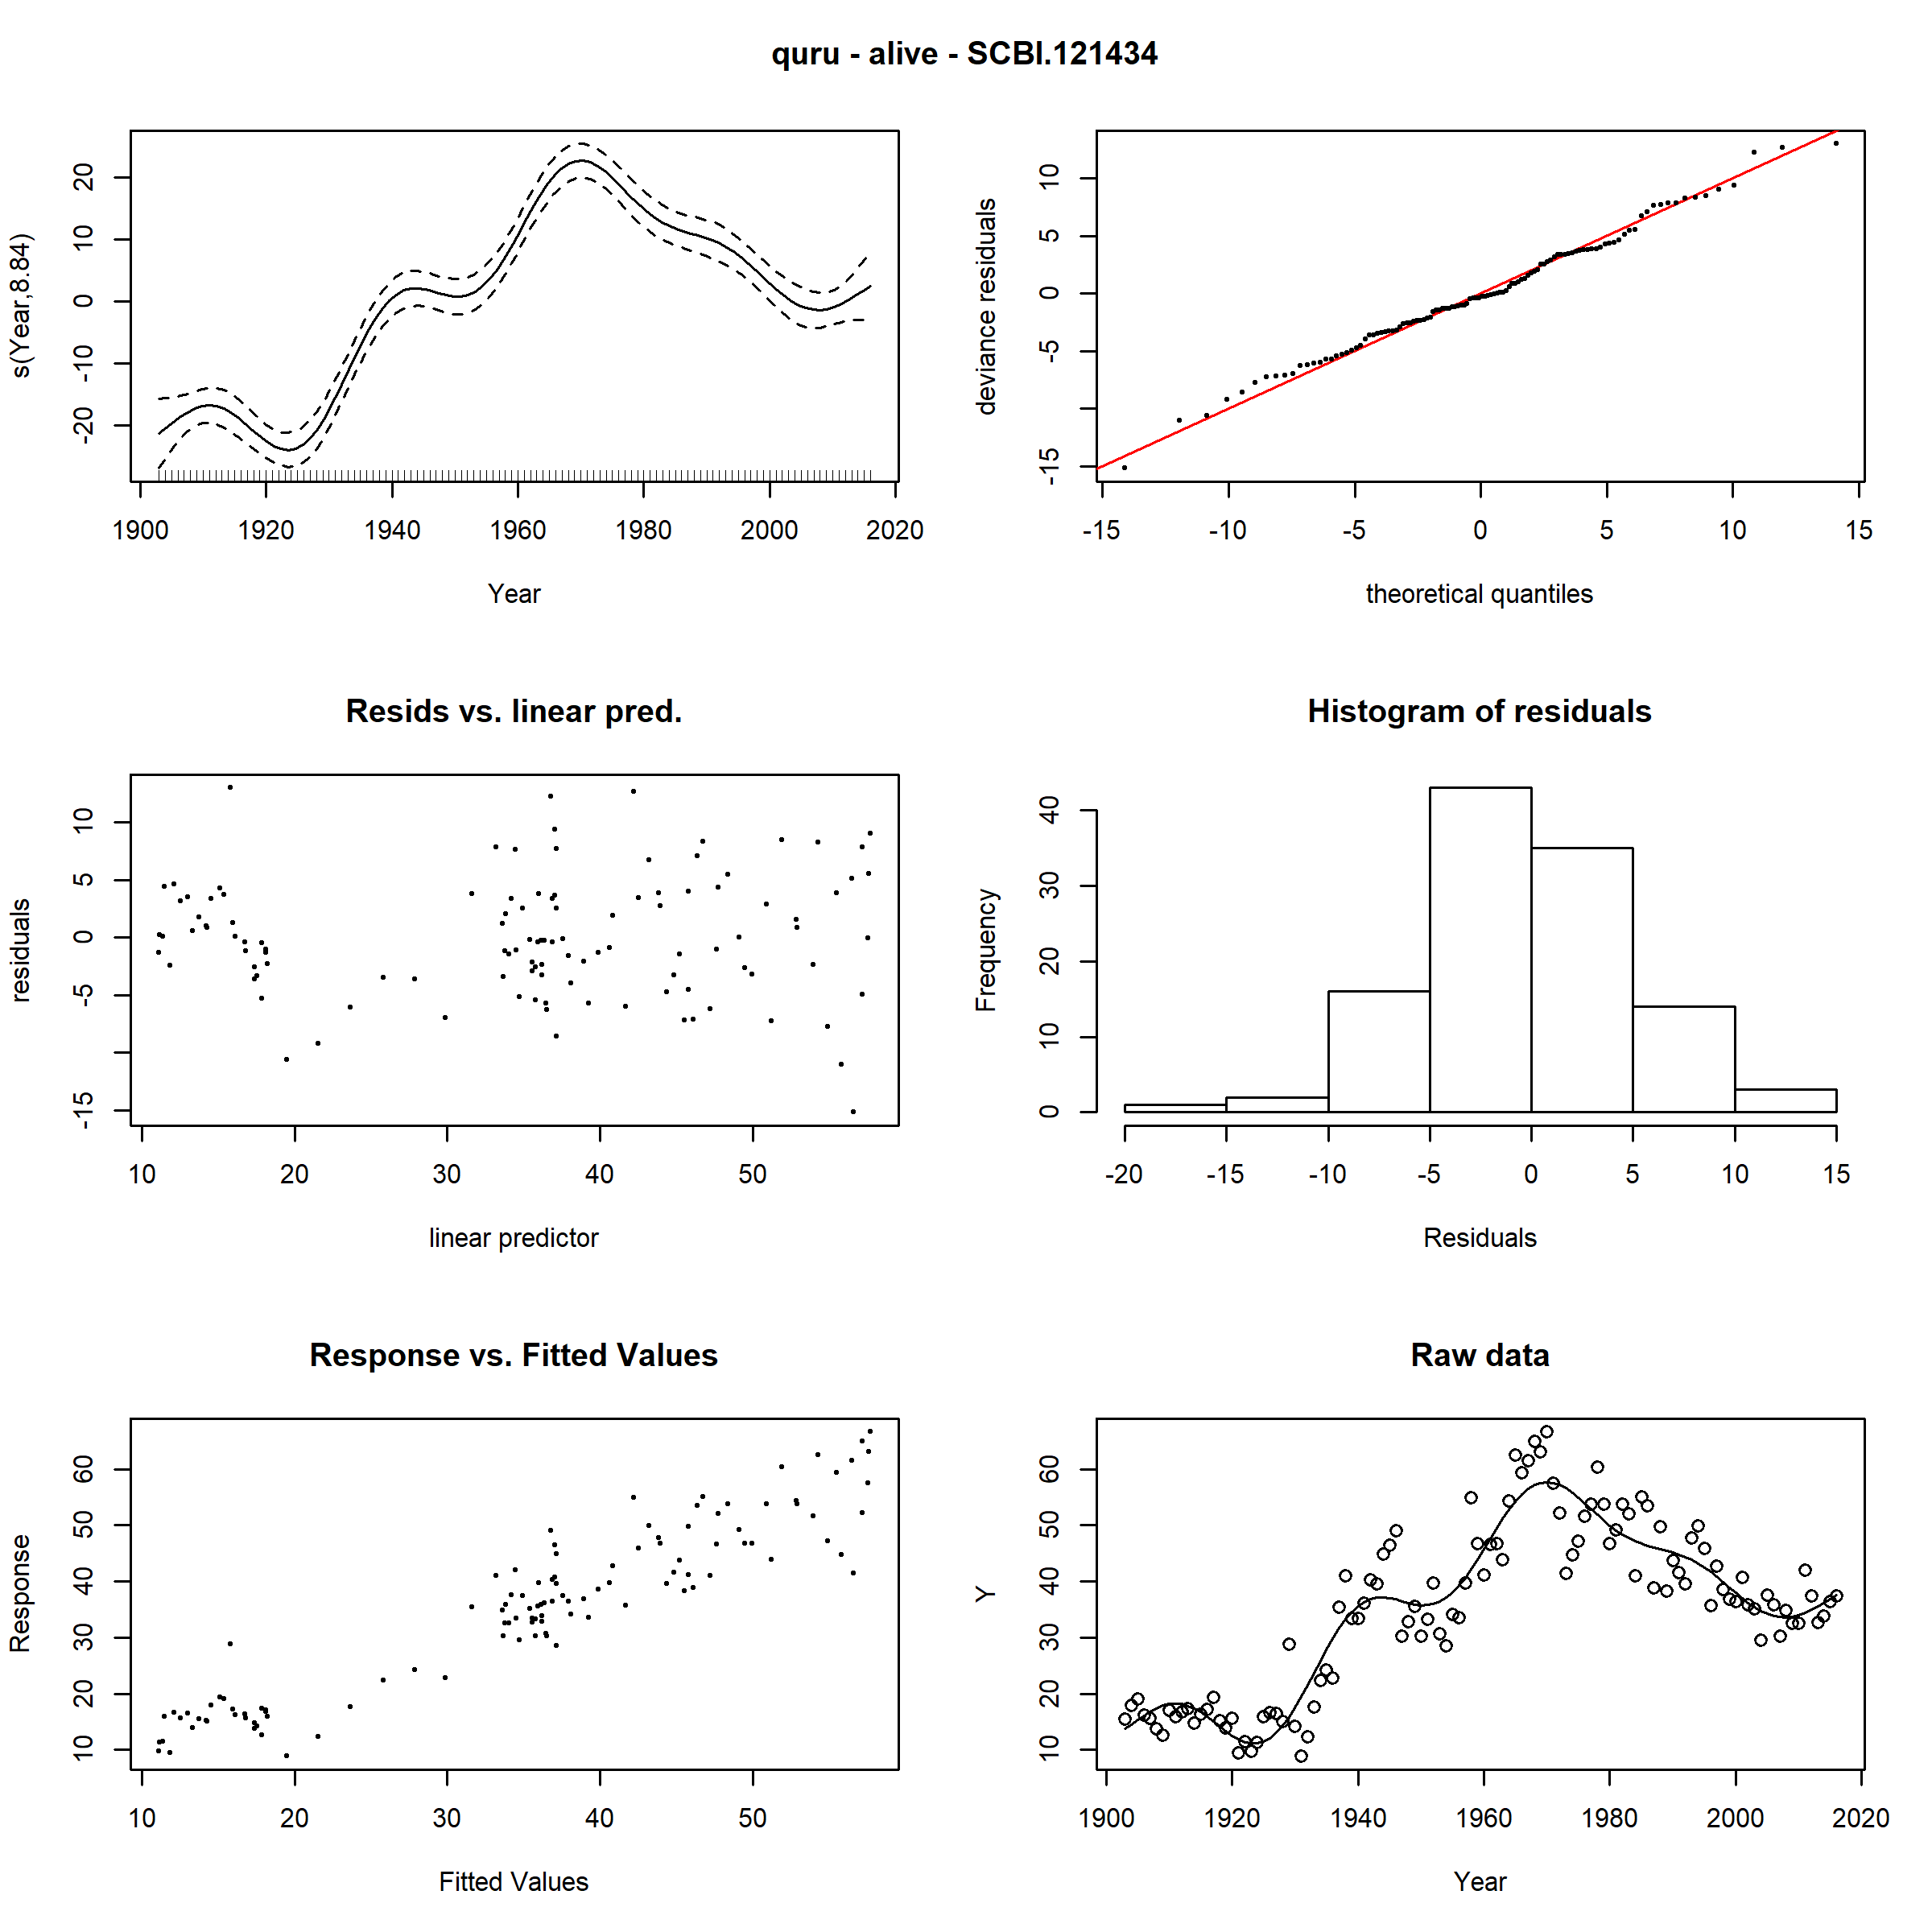 quru - alive - SCBI.121434
s(Year,8.84)
20
10
0
-10
-20
1900 1920 1940 1960 1980 2000 2020
Year
deviance residuals
10
5
0
-5
-15
-15 -10 -5 0 5 10 15
theoretical quantiles
Resids vs. linear pred.
residuals
10
5
0
-5
-15
10 20 30 40 50
linear predictor
Histogram of residuals
Frequency
40
30
20
10
0
-20 -15 -10 -5 0 5 10 15
Residuals
Response vs. Fitted Values
Response
60
50
40
30
20
10
10 20 30 40 50
Fitted Values
Raw data
Y
60
50
40
30
20
10
1900 1920 1940 1960 1980 2000 2020
Year